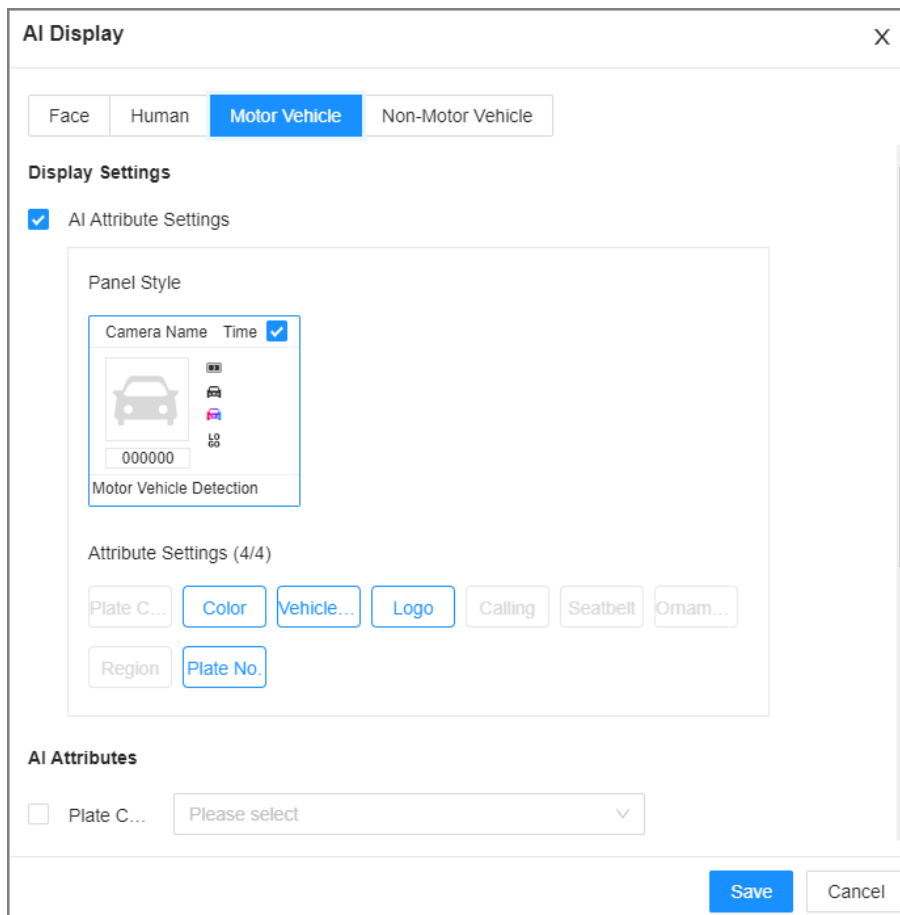 AI Display
X
Face Human Motor Vehicle Non-Motor Vehicle
Display Settings
AI Attribute Settings
Panel Style
Camera Name Time
LO
GO
000000
Motor Vehicle Detection
Attribute Settings (4/4)
Plate C... Color Vehicle... Logo Calling Seatbelt Ornam...
Region Plate No.
AI Attributes
Plate C... Please select
Save Cancel